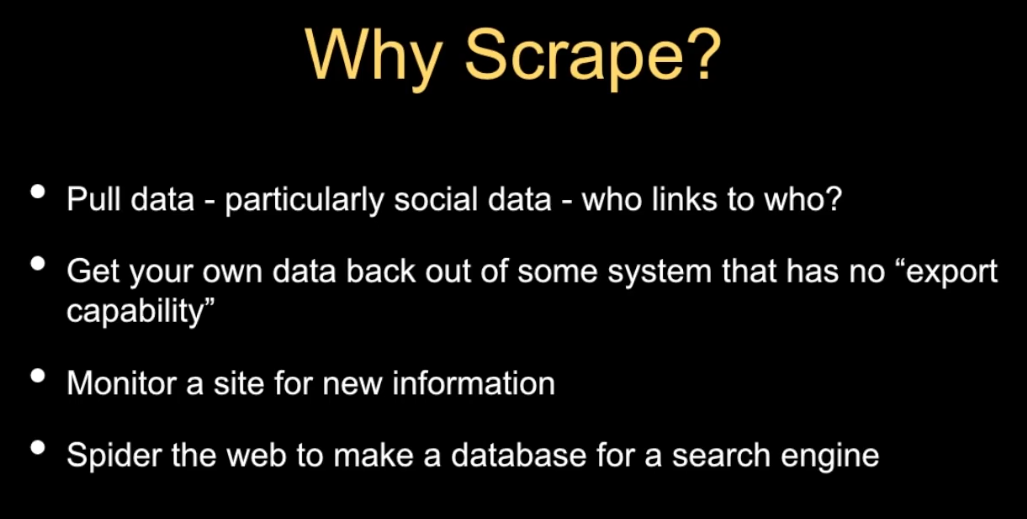 Why Scrape?
• Pull data - particularly social data - who links to who?
• Get your own data back out of some system that has no “export
capability”
• Monitor a site for new information
• Spider the web to make a database for a search engine